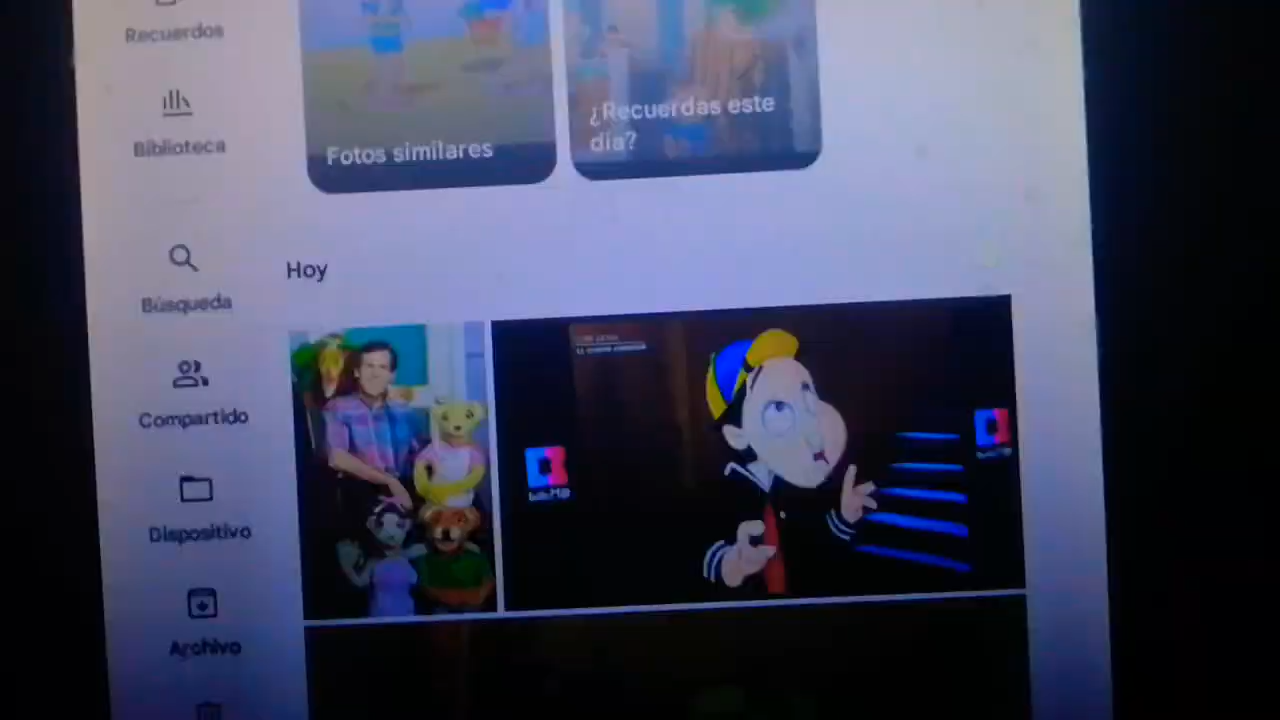 Recuerdos
Biblioteca
Fotos similares
¿Recuerdas este
día?
Hoy
Búsqueda
Compartido
Dispositivo
Archivo